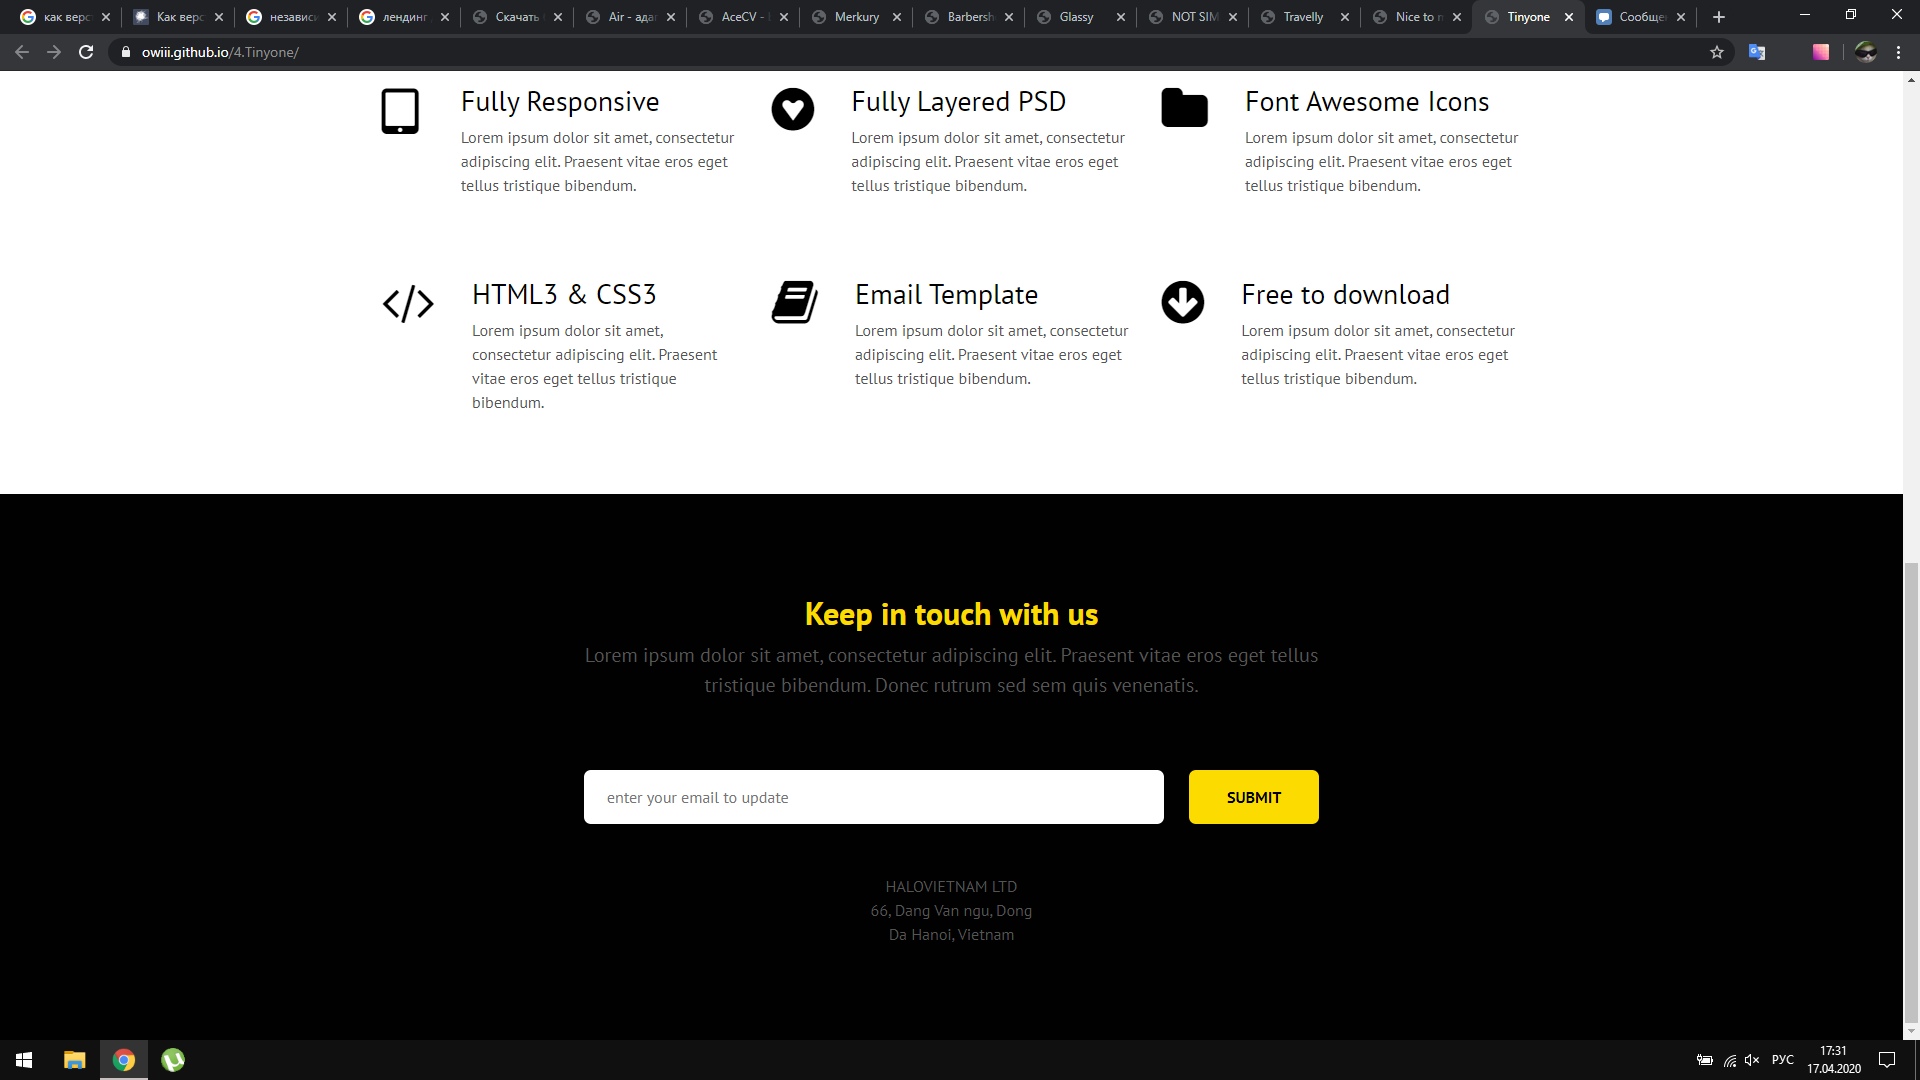 как верс
Как верс
независи
лендинг
Скачать
Air - адап
AceCV -
Merkury
Barbersh
Glassy
NOT SIM
Travelly
Nice to m
Tinyone
Сообще
owiii.github.io/4.Tinyone/
Fully Responsive
Lorem ipsum dolor sit amet, consectetur
adipiscing elit. Praesent vitae eros eget
tellus tristique bibendum.
Fully Layered PSD
Lorem ipsum dolor sit amet, consectetur
adipiscing elit. Praesent vitae eros eget
tellus tristique bibendum.
Font Awesome Icons
Lorem ipsum dolor sit amet, consectetur
adipiscing elit. Praesent vitae eros eget
tellus tristique bibendum.
HTML3 & CSS3
Lorem ipsum dolor sit amet,
consectetur adipiscing elit. Praesent
vitae eros eget tellus tristique
bibendum.
Email Template
Lorem ipsum dolor sit amet, consectetur
adipiscing elit. Praesent vitae eros eget
tellus tristique bibendum.
Free to download
Lorem ipsum dolor sit amet, consectetur
adipiscing elit. Praesent vitae eros eget
tellus tristique bibendum.
Keep in touch with us
Lorem ipsum dolor sit amet, consectetur adipiscing elit. Praesent vitae eros eget tellus
tristique bibendum. Donec rutrum sed sem quis venenatis.
enter your email to update
SUBMIT
HALOVIETNAM LTD
66, Dang Van ngu, Dong
Da Hanoi, Vietnam
РУС
17:31
17.04.2020